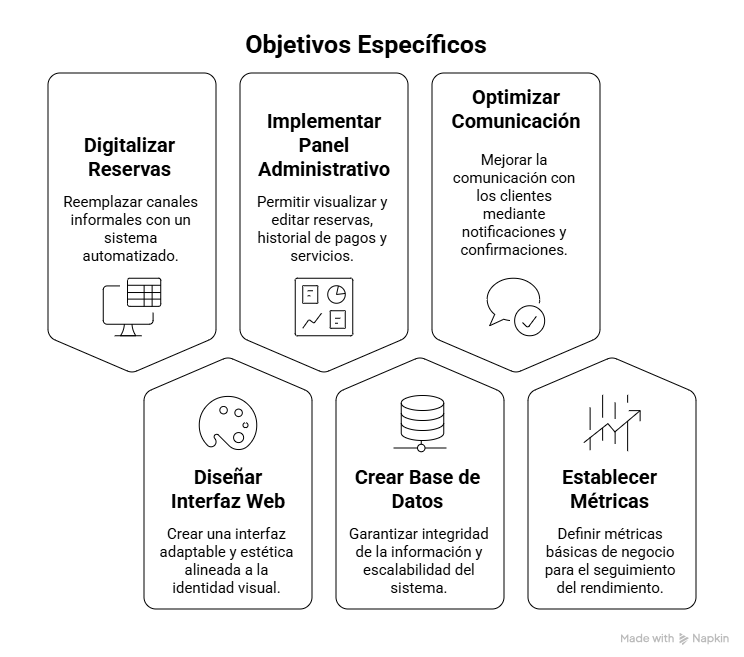 Objetivos Específicos
Digitalizar
Reservas
Reemplazar canales
informales con un
sistema
automatizado.
Implementar
Panel
Administrativo
Permitir visualizar y
editar reservas,
historial de pagos y
servicios.
Optimizar
Comunicación
Mejorar la
comunicación con
los clientes
mediante
notificaciones y
confirmaciones.
Diseñar
Interfaz Web
Crear una interfaz
adaptable y estética
alineada a la
identidad visual.
Crear Base de
Datos
Garantizar integridad
de la información y
escalabilidad del
sistema.
Establecer
Métricas
Definir métricas
básicas de negocio
para el seguimiento
del rendimiento.
Made with Napkin